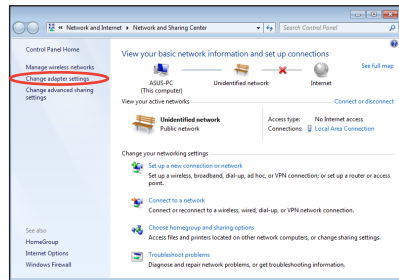 « Network and Internet ▸ Network and Sharing Center
Search Control Panel
Control Panel Home
Manage wireless networks
Change adapter settings
Change advanced sharing
settings
See also
HomeGroup
Internet Options
Windows Firewall
View your basic network information and set up connections
See full map
ASUS-PC
(This computer)
Unidentified network
Internet
View your active networks
Connect or disconnect
Unidentified network
Public network
Access type: No Internet access
Connections: Local Area Connection
Change your networking settings
Set up a new connection or network
Set up a wireless, broadband, dial-up, ad hoc, or VPN connection; or set up a router or access
point.
Connect to a network
Connect or reconnect to a wireless, wired, dial-up, or VPN network connection.
Choose homegroup and sharing options
Access files and printers located on other network computers, or change sharing settings.
Troubleshoot problems
Diagnose and repair network problems, or get troubleshooting information.